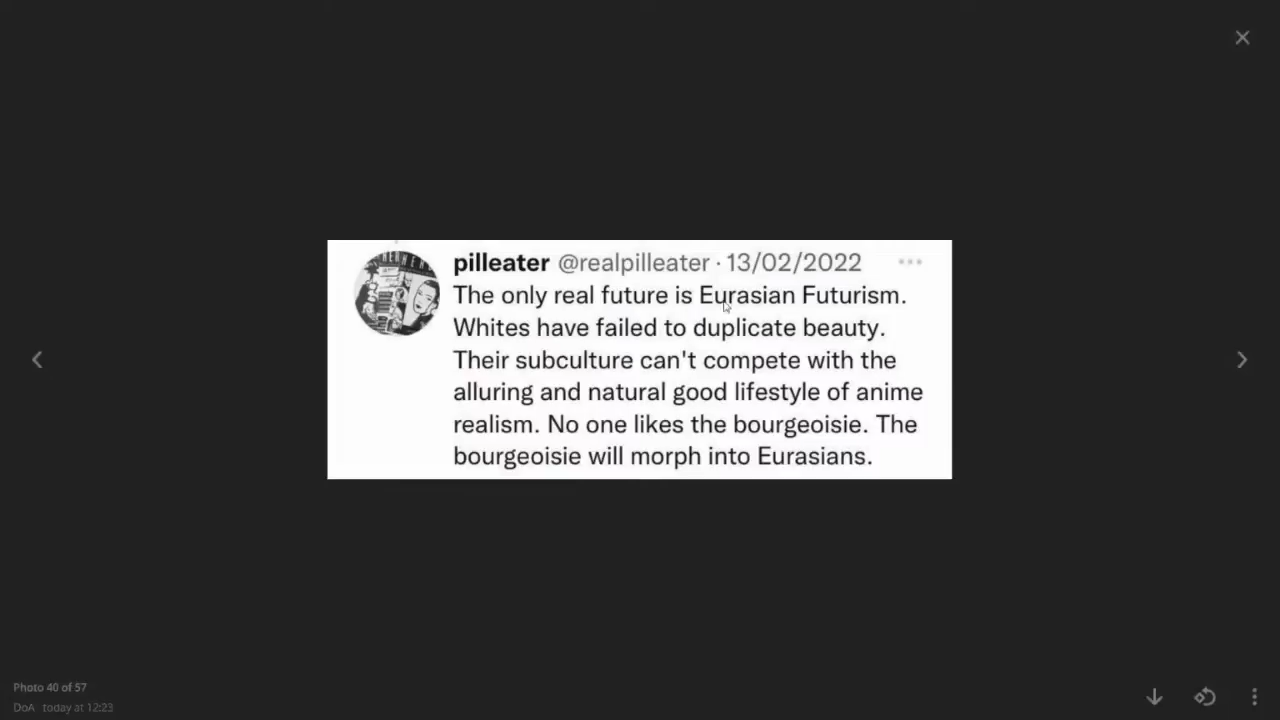 pilleater @realpilleater · 13/02/2022
The only real future is Eurasian Futurism.
Whites have failed to duplicate beauty.
Their subculture can't compete with the
alluring and natural good lifestyle of anime
realism. No one likes the bourgeoisie. The
bourgeoisie will morph into Eurasians.
Photo 40 of 57
DoA today at 12:23